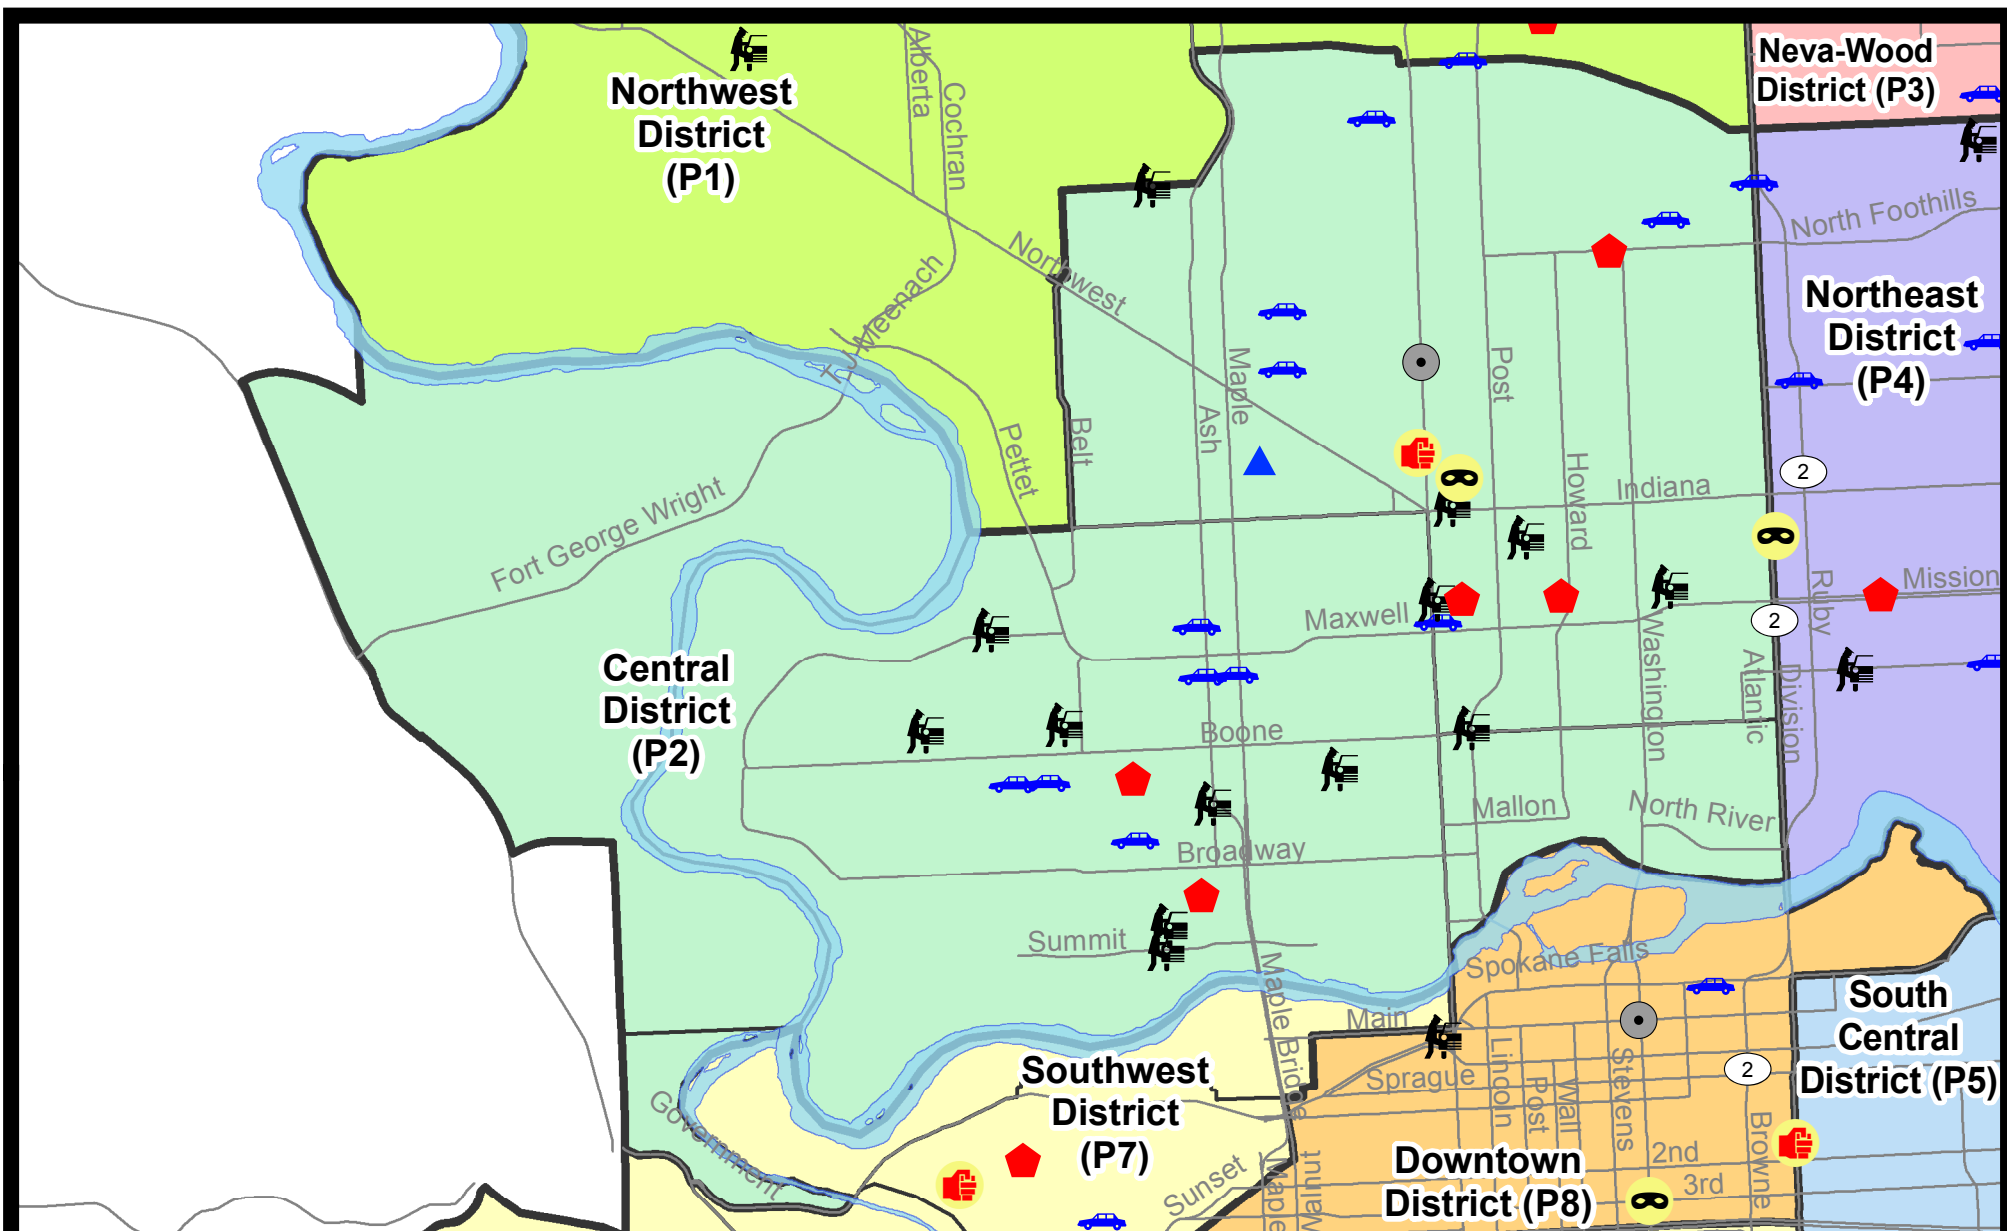 Northwest
District
(P1)
Alberta
Cochran
Neva-Wood
District (P3)
North Foothills
Northwest
T J Meenach
Northeast
District
(P4)
Maple
Post
Ash
Belt
Pettet
Howard
Indiana
2
Fort George Wright
Mission
Ruby
Maxwell
2
Washington
Atlantic
Division
Central
District
(P2)
Boone
Mallon
North River
Broadway
Summit
Spokane Falls
Maple Bridge
Main
South
Central
District (P5)
Southwest
District
(P7)
Sprague
Lincoln
Post
Wall
Stevens
2
Browne
Government
Sunset
Maple
Walnut
Downtown
District (P8)
2nd
3rd